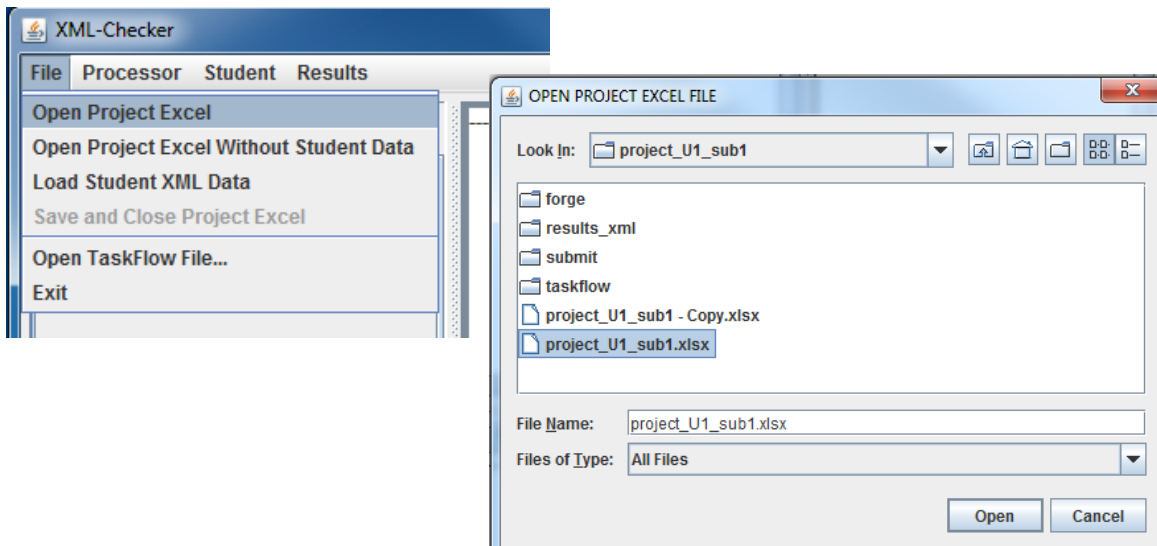 XML-Checker
File Processor Student Results
Open Project Excel
Open Project Excel Without Student Data
Load Student XML Data
Save and Close Project Excel
Open TaskFlow File...
Exit
OPEN PROJECT EXCEL FILE
Look In: project_U1_sub1
forge
results_xml
submit
taskflow
project_U1_sub1 - Copy.xlsx
project_U1_sub1.xlsx
File Name: project_U1_sub1.xlsx
Files of Type: All Files
Open Cancel